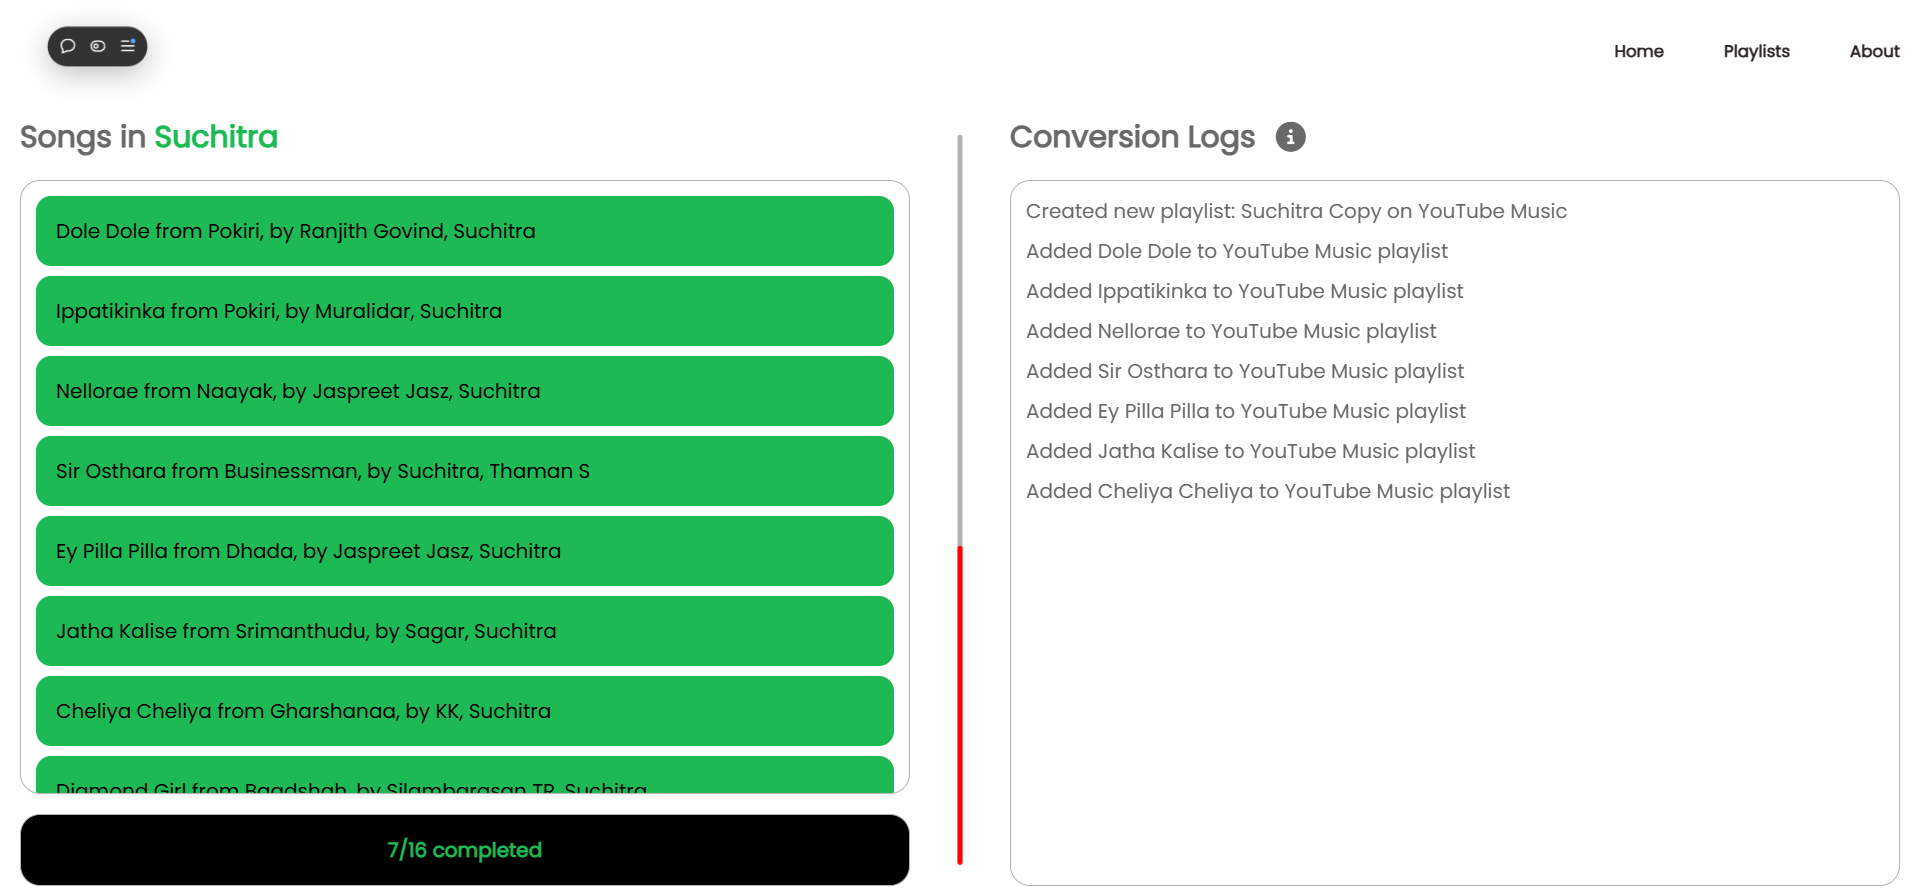 Home
Playlists
About
Songs in Suchitra
Dole Dole from Pokiri, by Ranjith Govind, Suchitra
Ippatikinka from Pokiri, by Muralidar, Suchitra
Nellorae from Naayak, by Jaspreet Jasz, Suchitra
Sir Osthara from Businessman, by Suchitra, Thaman S
Ey Pilla Pilla from Dhada, by Jaspreet Jasz, Suchitra
Jatha Kalise from Srimanthudu, by Sagar, Suchitra
Cheliya Cheliya from Gharshanaa, by KK, Suchitra
Diamond Girl from Baadshah, by Silambarasan TR, Suchitra
7/16 completed
Conversion Logs
Created new playlist: Suchitra Copy on YouTube Music
Added Dole Dole to YouTube Music playlist
Added Ippatikinka to YouTube Music playlist
Added Nellorae to YouTube Music playlist
Added Sir Osthara to YouTube Music playlist
Added Ey Pilla Pilla to YouTube Music playlist
Added Jatha Kalise to YouTube Music playlist
Added Cheliya Cheliya to YouTube Music playlist